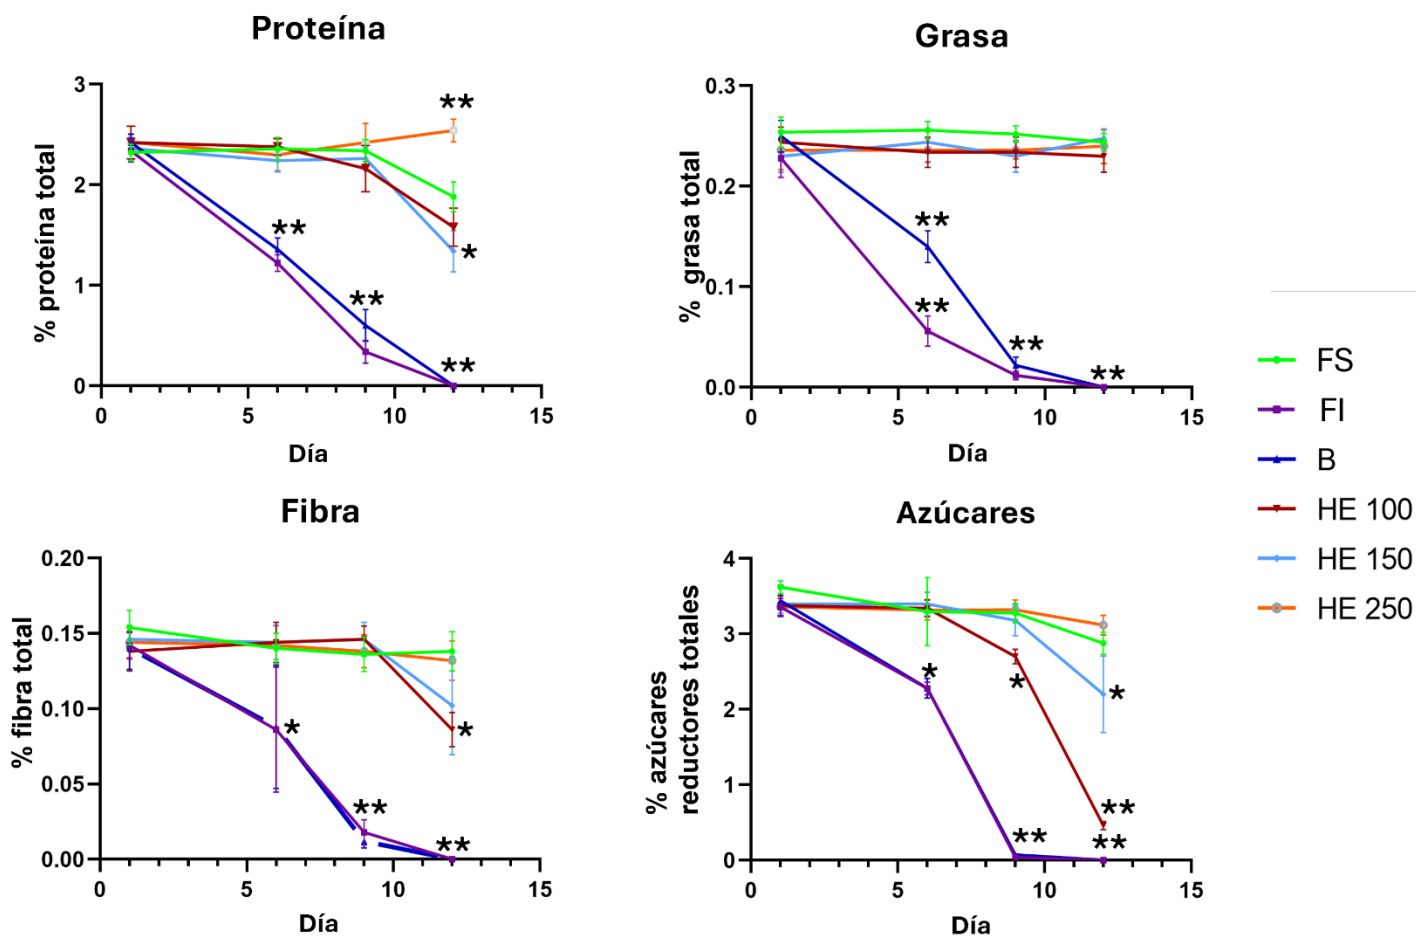 Proteína
% proteína total
3
**
2
**
*
1
**
**
0
0
5
10
15
Día
Grasa
% grasa total
0.3
0.2
**
0.1
**
**
**
0.0
0
5
10
15
Día
Fibra
% fibra total
0.20
0.15
0.10
*
*
0.05
**
**
0.00
0
5
10
15
Día
Azúcares
% azúcares
reductores totales
4
3
*
*
*
2
1
**
**
**
0
0
5
10
15
Día
FS
FI
B
HE 100
HE 150
HE 250